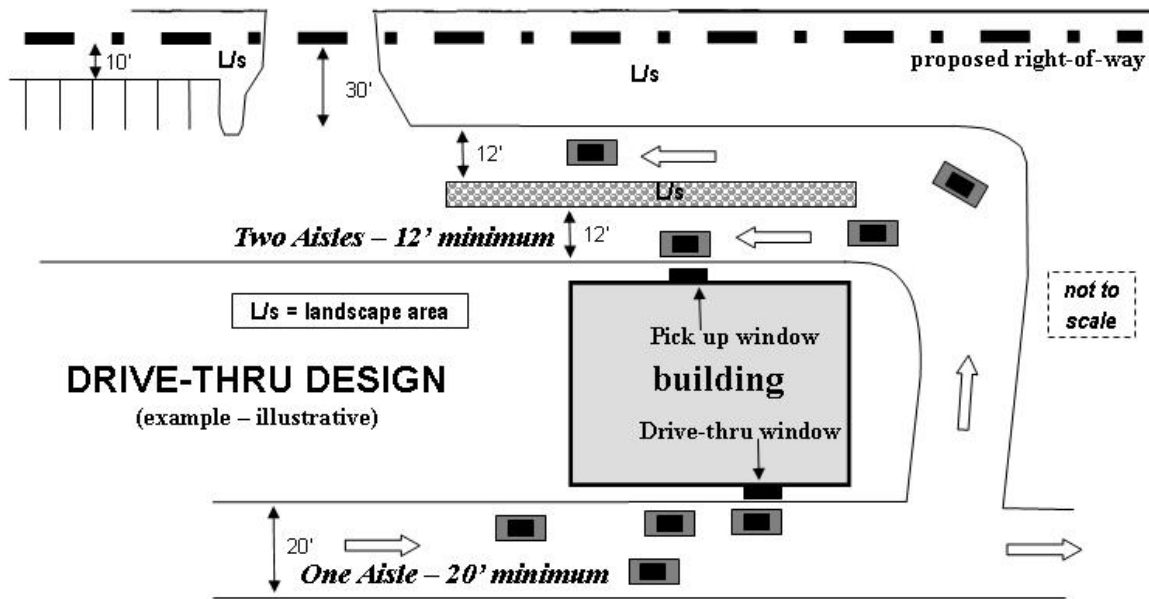 10'
L/s
30'
L/s
proposed right-of-way
12'
L/s
Two Aisles – 12' minimum
12'
L/s = landscape area
not to
scale
Pick up window
DRIVE-THRU DESIGN
building
(example – illustrative)
Drive-thru window
20'
One Aisle – 20' minimum